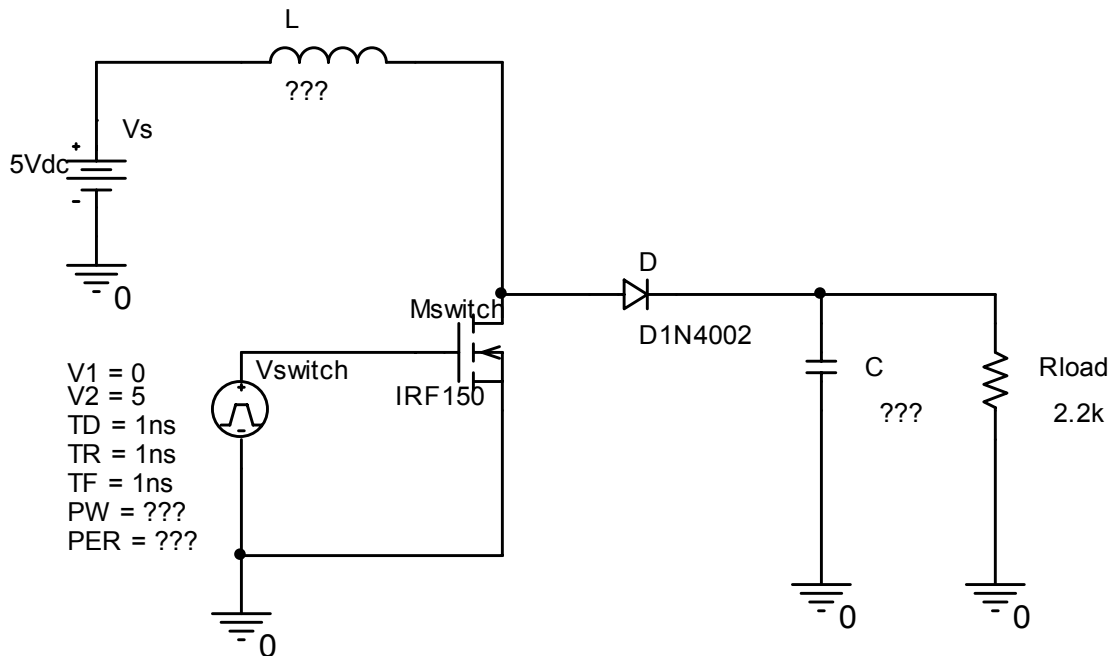 L
???
Vs
+
5Vdc
-
0
D
Mswitch
D1N4002
Vswitch
+
-
IRF150
V1 = 0
V2 = 5
TD = 1ns
TR = 1ns
TF = 1ns
PW = ???
PER = ???
C
???
Rload
2.2k
0
0
0